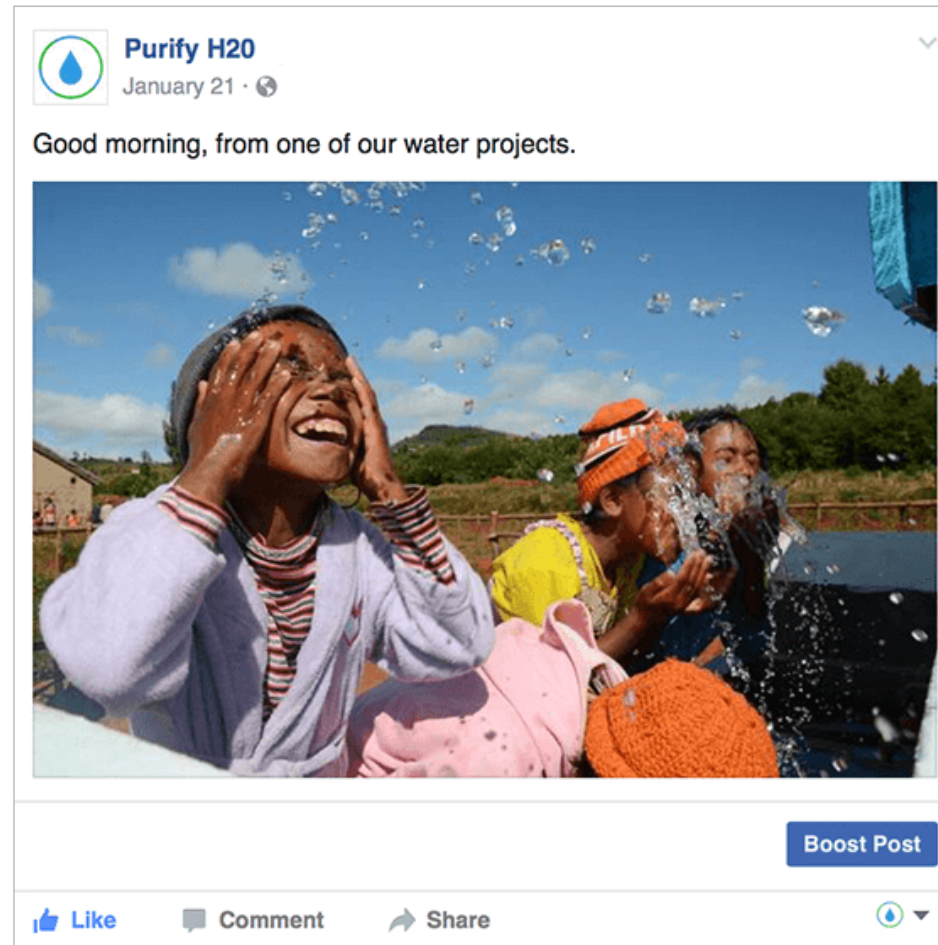 Purify H20
January 21 ·
Good morning, from one of our water projects.
Boost Post
Like Comment Share